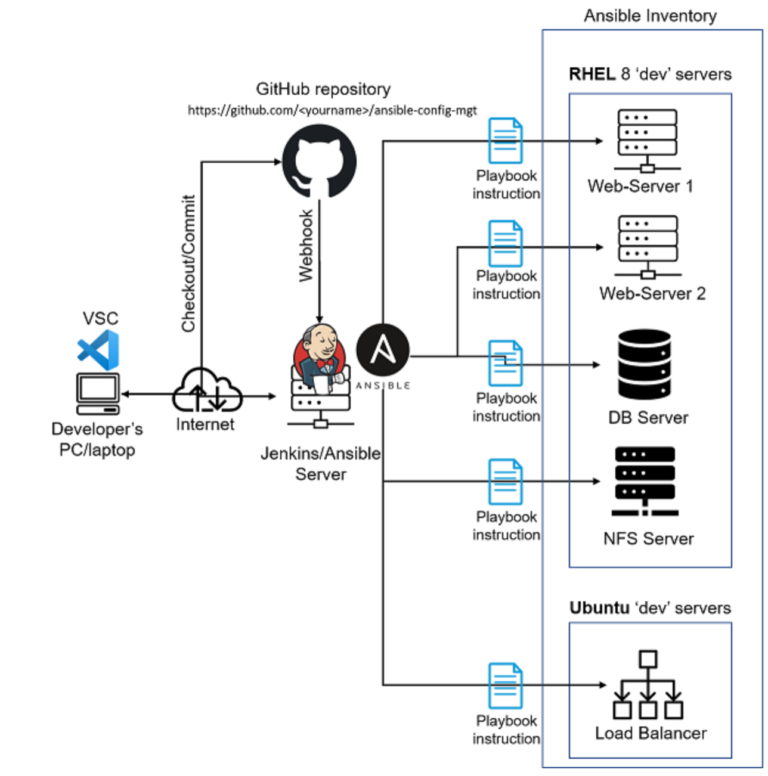 Ansible Inventory
RHEL 8 ‘dev’ servers
GitHub repository
https://github.com/<yourname>/ansible-config-mgt
Playbook
instruction
Web-Server 1
Checkout/Commit
Webhook
Playbook
instruction
Web-Server 2
VSC
ANSIBLE
Playbook
instruction
DB Server
Developer’s
PC/laptop
Internet
Jenkins/Ansible
Server
Playbook
instruction
NFS Server
Ubuntu ‘dev’ servers
Playbook
instruction
Load Balancer